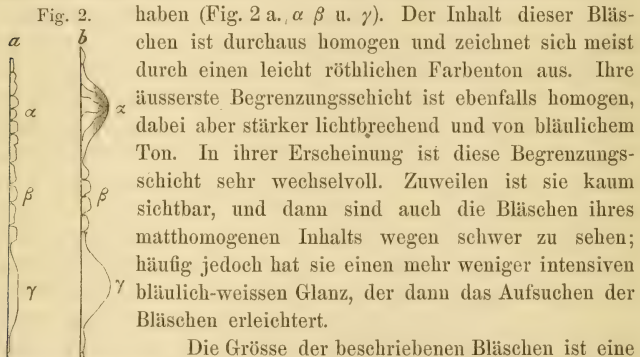 Fig. 2.
a
b
α
β
γ
α
β
γ
haben (Fig. 2 a. α β u. γ). Der Inhalt dieser Bläs-
chen ist durchaus homogen und zeichnet sich meist
durch einen leicht röthlichen Farbenton aus. Ihre
äusserste Begrenzungsschicht ist ebenfalls homogen,
dabei aber stärker lichtbrechend und von bläulichem
Ton. In ihrer Erscheinung ist diese Begrenzungs-
schicht sehr wechselvoll. Zuweilen ist sie kaum
sichtbar, und dann sind auch die Bläschen ihres
matthomogenen Inhalts wegen schwer zu sehen;
häufig jedoch hat sie einen mehr weniger intensiven
bläulich-weissen Glanz, der dann das Aufsuchen der
Bläschen erleichtert.
Die Grösse der beschriebenen Bläschen ist eine